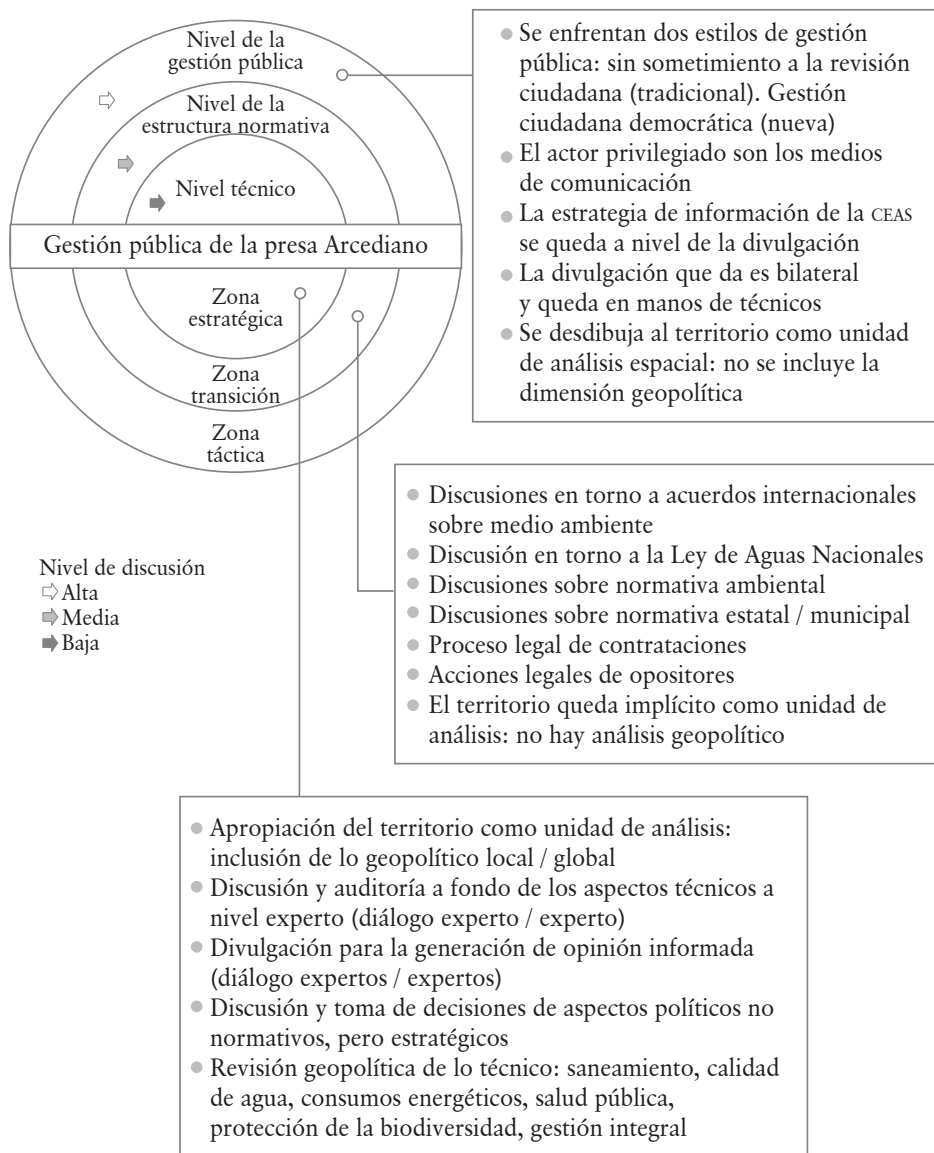 Nivel de la
gestión pública
Nivel de la
estructura normativa
Nivel técnico
Gestión pública de la presa Arcediano
Zona
estratégica
Zona
transición
Zona
táctica
Nivel de discusión
Alta
Media
Baja
Se enfrentan dos estilos de gestión
pública: sin sometimiento a la revisión
ciudadana (tradicional). Gestión
ciudadana democrática (nueva)
El actor privilegiado son los medios
de comunicación
La estrategia de información de la CEAS
se queda a nivel de la divulgación
La divulgación que da es bilateral
y queda en manos de técnicos
Se desdibuja al territorio como unidad
de análisis espacial: no se incluye la
dimensión geopolítica
Discusiones en torno a acuerdos internacionales
sobre medio ambiente
Discusión en torno a la Ley de Aguas Nacionales
Discusiones sobre normativa ambiental
Discusiones sobre normativa estatal / municipal
Proceso legal de contrataciones
Acciones legales de opositores
El territorio queda implícito como unidad de
análisis: no hay análisis geopolítico
Apropiación del territorio como unidad de análisis:
inclusión de lo geopolítico local / global
Discusión y auditoría a fondo de los aspectos técnicos a
nivel experto (diálogo experto / experto)
Divulgación para la generación de opinión informada
(diálogo expertos / expertos)
Discusión y toma de decisiones de aspectos políticos no
normativos, pero estratégicos
Revisión geopolítica de lo técnico: saneamiento, calidad
de agua, consumos energéticos, salud pública,
protección de la biodiversidad, gestión integral